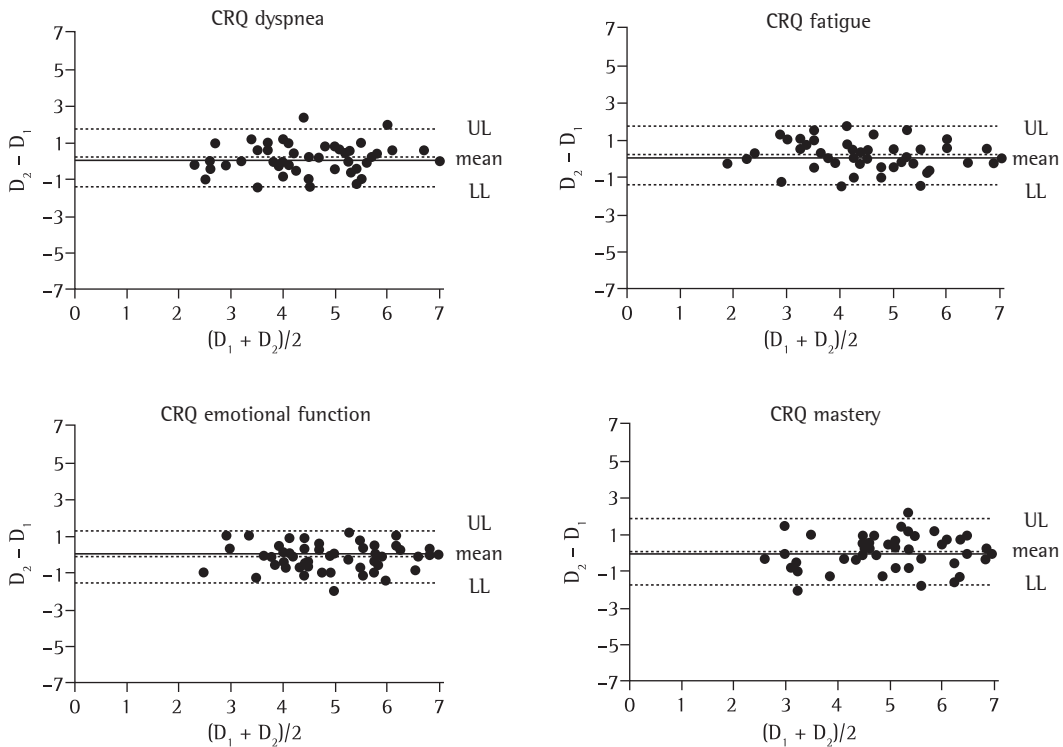 CRQ dyspnea
7
5
3
1
−1
−3
−5
−7
D₂ − D₁
UL
mean
LL
0 1 2 3 4 5 6 7
(D₁ + D₂)/2
CRQ fatigue
7
5
3
1
−1
−3
−5
−7
D₂ − D₁
UL
mean
LL
0 1 2 3 4 5 6 7
(D₁ + D₂)/2
CRQ emotional function
7
5
3
1
−1
−3
−5
−7
D₂ − D₁
UL
mean
LL
0 1 2 3 4 5 6 7
(D₁ + D₂)/2
CRQ mastery
7
5
3
1
−1
−3
−5
−7
D₂ − D₁
UL
mean
LL
0 1 2 3 4 5 6 7
(D₁ + D₂)/2